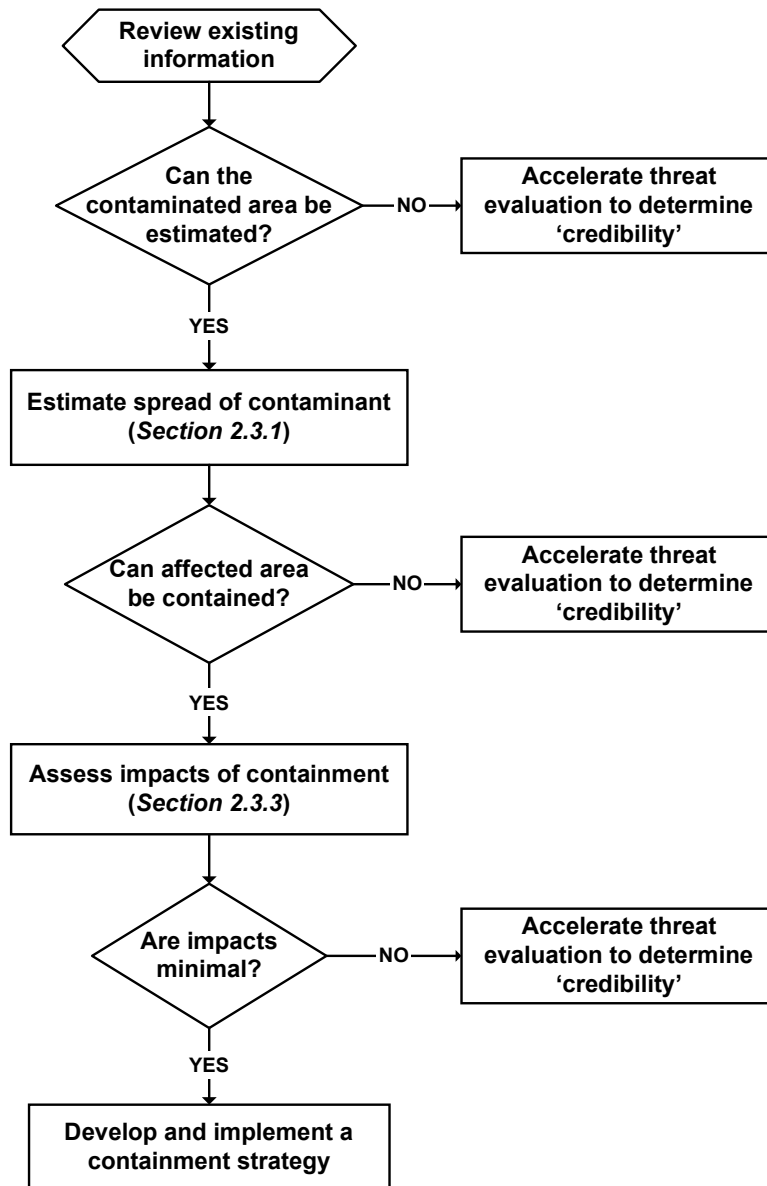 Review existing
information
Can the
contaminated area be
estimated?
NO
Accelerate threat
evaluation to determine
‘credibility’
YES
Estimate spread of contaminant
(Section 2.3.1)
Can affected area
be contained?
NO
Accelerate threat
evaluation to determine
‘credibility’
YES
Assess impacts of containment
(Section 2.3.3)
Are impacts
minimal?
NO
Accelerate threat
evaluation to determine
‘credibility’
YES
Develop and implement a
containment strategy